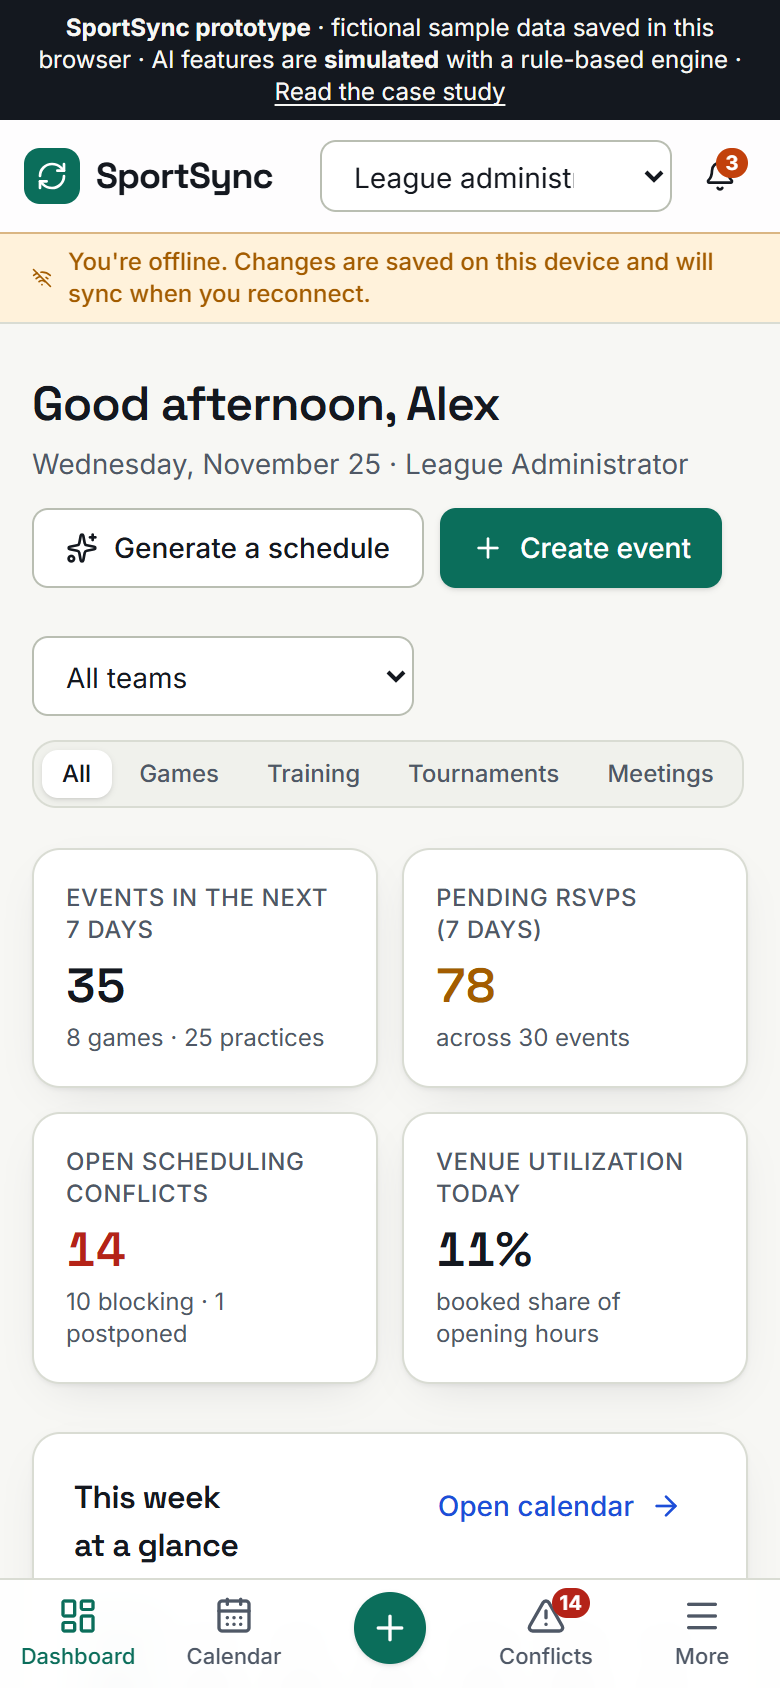 SportSync prototype · fictional sample data saved in this
browser · AI features are simulated with a rule-based engine ·
Read the case study
SportSync
League administ
3
You're offline. Changes are saved on this device and will
sync when you reconnect.
Good afternoon, Alex
Wednesday, November 25 · League Administrator
Generate a schedule
Create event
All teams
All
Games
Training
Tournaments
Meetings
EVENTS IN THE NEXT
7 DAYS
35
8 games · 25 practices
PENDING RSVPS
(7 DAYS)
78
across 30 events
OPEN SCHEDULING
CONFLICTS
14
10 blocking · 1
postponed
VENUE UTILIZATION
TODAY
11%
booked share of
opening hours
This week
at a glance
Open calendar
Dashboard
Calendar
14
Conflicts
More